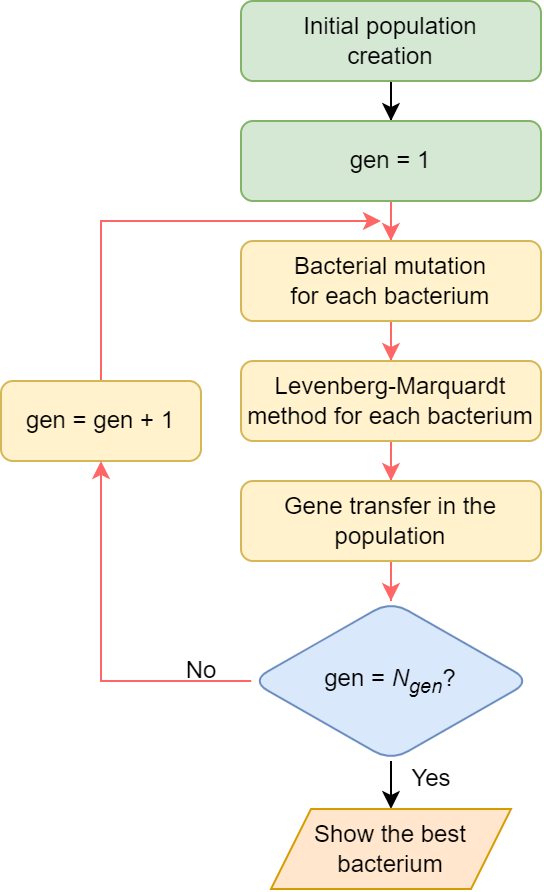 Initial population
creation
gen = 1
Bacterial mutation
for each bacterium
Levenberg-Marquardt
method for each bacterium
gen = gen + 1
Gene transfer in the
population
No
gen = Ngen?
Yes
Show the best
bacterium